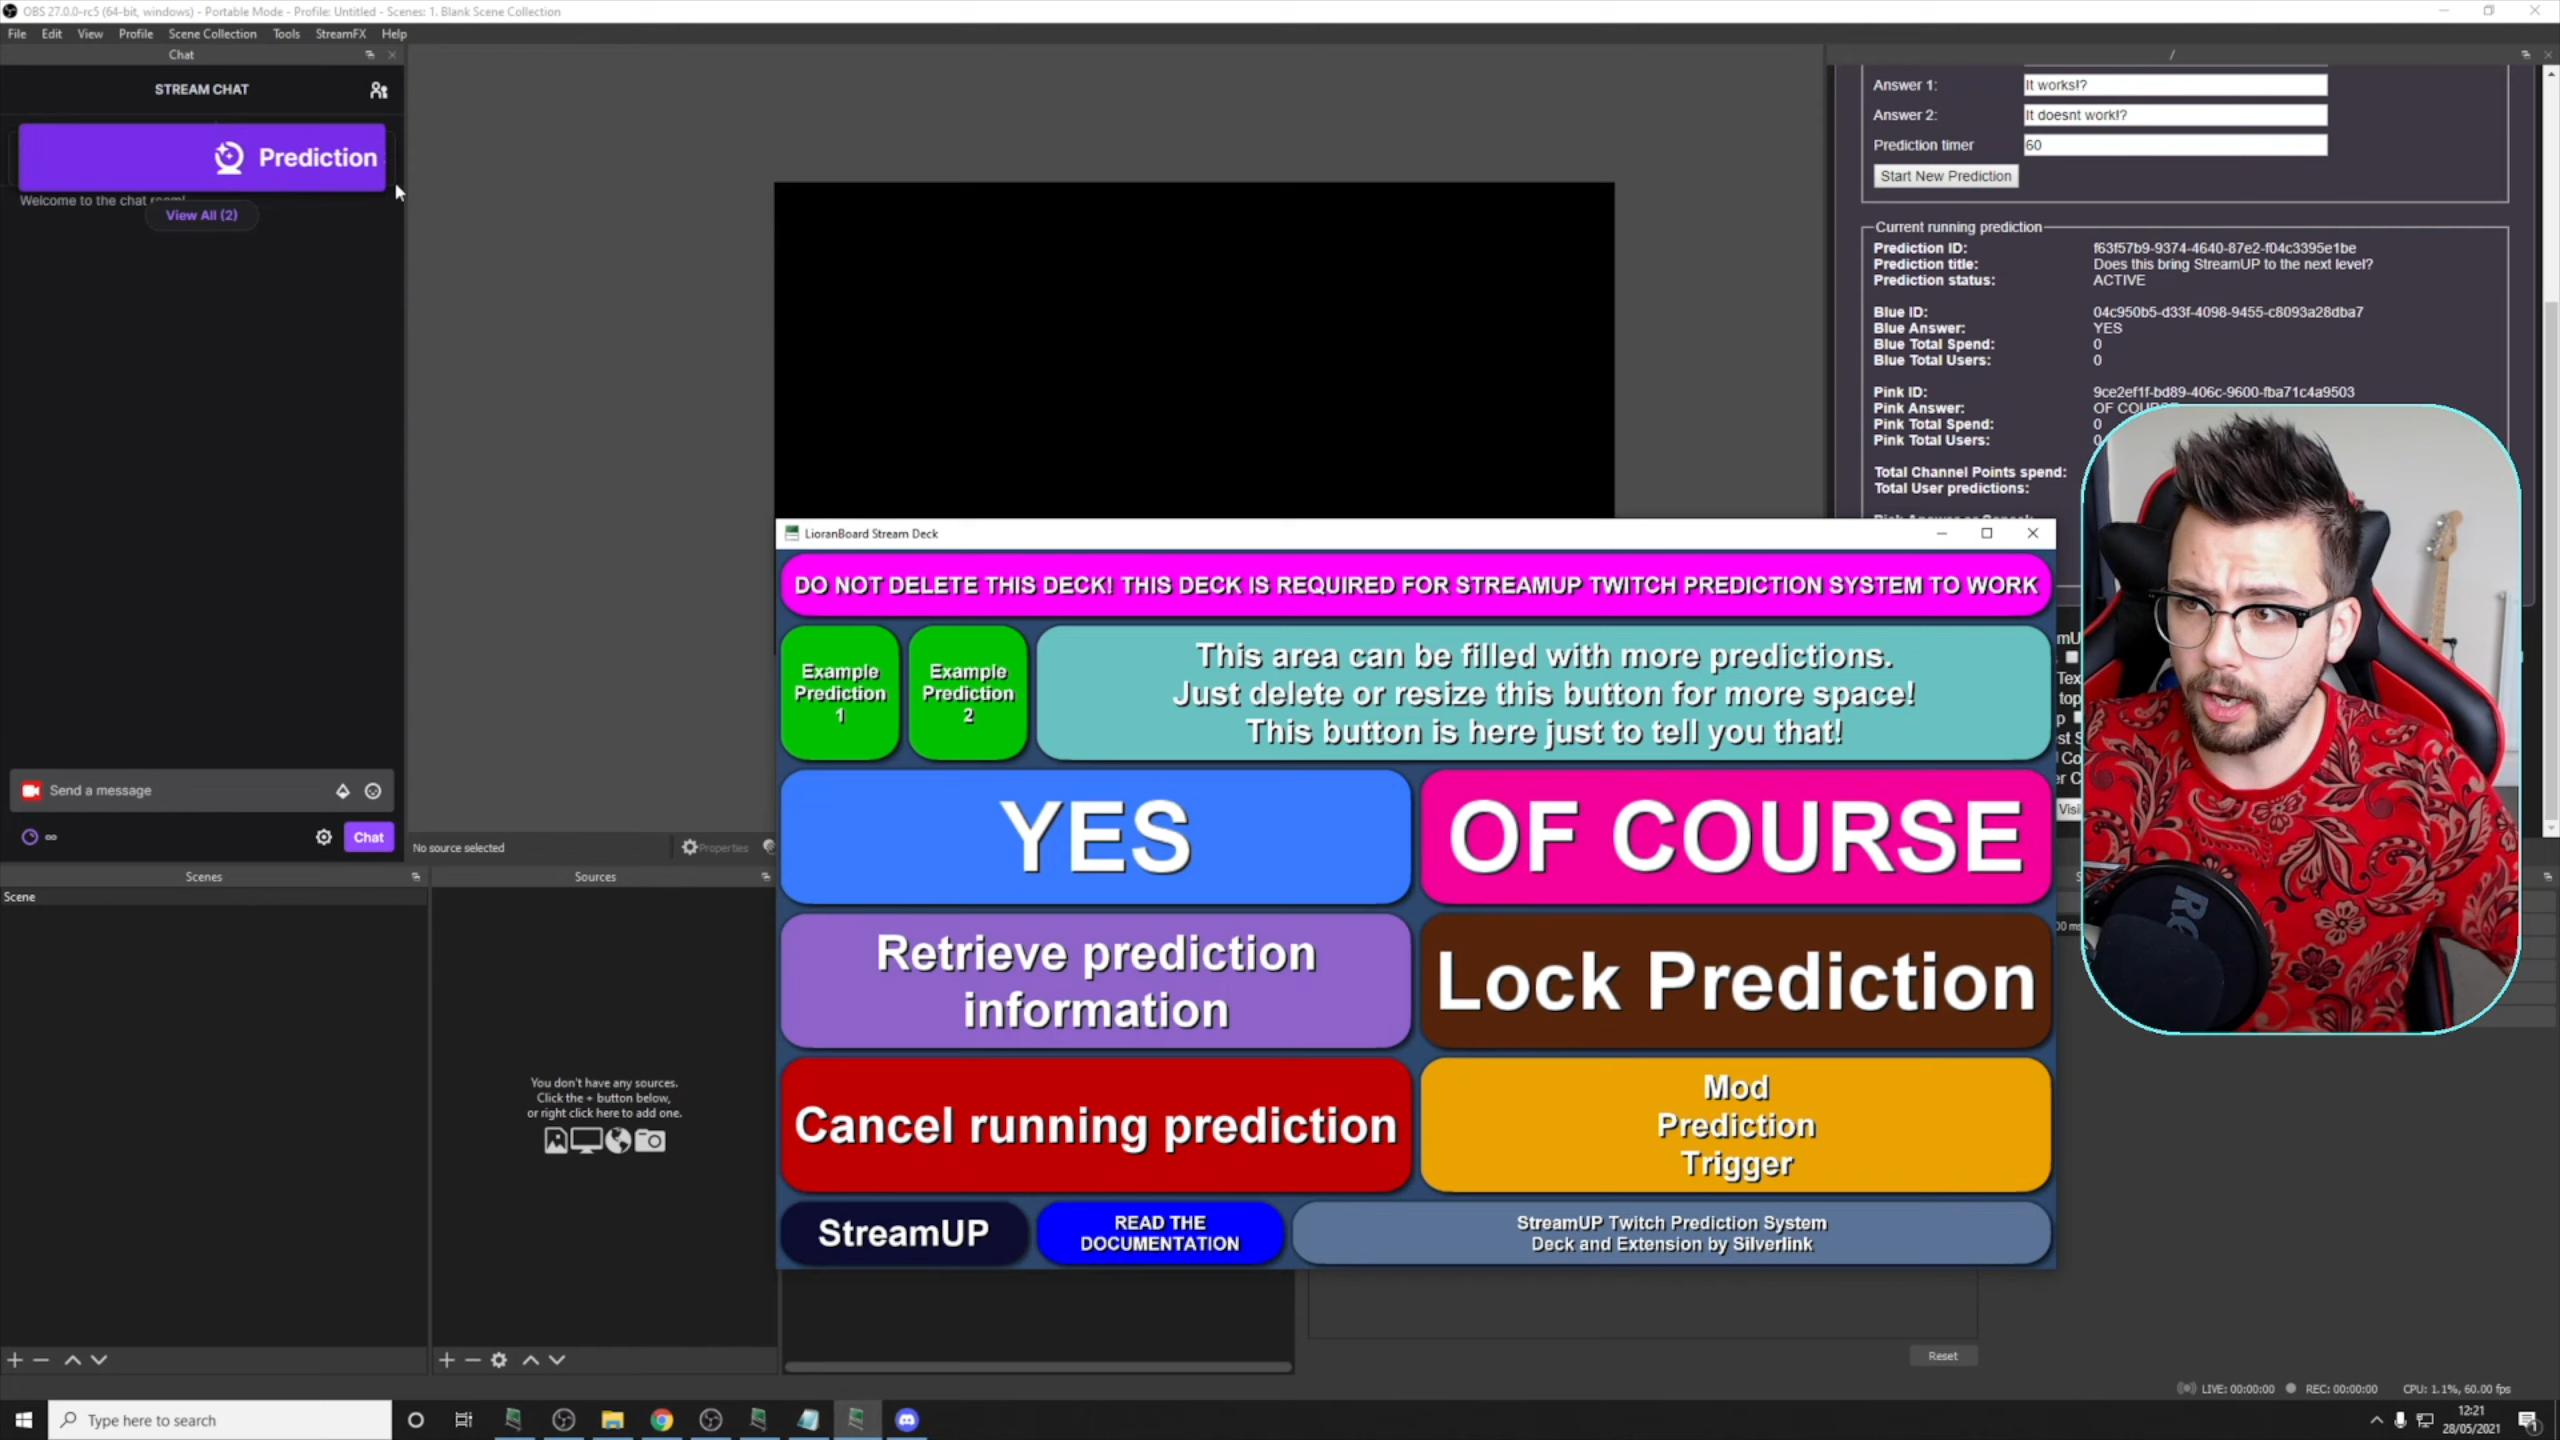 OBS 27.0.0-rc5 (64-bit, windows) - Portable Mode - Profile: Untitled - Scenes: 1. Blank Scene Collection
File Edit View Profile Scene Collection Tools StreamFX Help
Chat
STREAM CHAT
Prediction
Welcome to the chat room!
View All (2)
Send a message
∞
Chat
Answer 1: It works!?
Answer 2: It doesnt work!?
Prediction timer 60
Start New Prediction
Current running prediction
Prediction ID: f63f57b9-9374-4640-87e2-f04c3395e1be
Prediction title: Does this bring StreamUP to the next level?
Prediction status: ACTIVE
Blue ID: 04c950b5-d33f-4098-9455-c8093a28dba7
Blue Answer: YES
Blue Total Spend: 0
Blue Total Users: 0
Pink ID: 9ce2ef1f-bd89-406c-9600-fba71c4a9503
Pink Answer: OF COURSE
Pink Total Spend: 0
Pink Total Users: 0
Total Channel Points spend:
Total User predictions:
LioranBoard Stream Deck
DO NOT DELETE THIS DECK! THIS DECK IS REQUIRED FOR STREAMUP TWITCH PREDICTION SYSTEM TO WORK
Example
Prediction
1
Example
Prediction
2
This area can be filled with more predictions.
Just delete or resize this button for more space!
This button is here just to tell you that!
YES
OF COURSE
Retrieve prediction
information
Lock Prediction
Cancel running prediction
Mod
Prediction
Trigger
StreamUP
READ THE
DOCUMENTATION
StreamUP Twitch Prediction System
Deck and Extension by Silverlink
No source selected
Properties
Scenes
Sources
Scene
You don't have any sources.
Click the + button below,
or right click here to add one.
Reset
LIVE: 00:00:00 REC: 00:00:00 CPU: 1.1%, 60.00 fps
Type here to search
12:21
28/05/2021